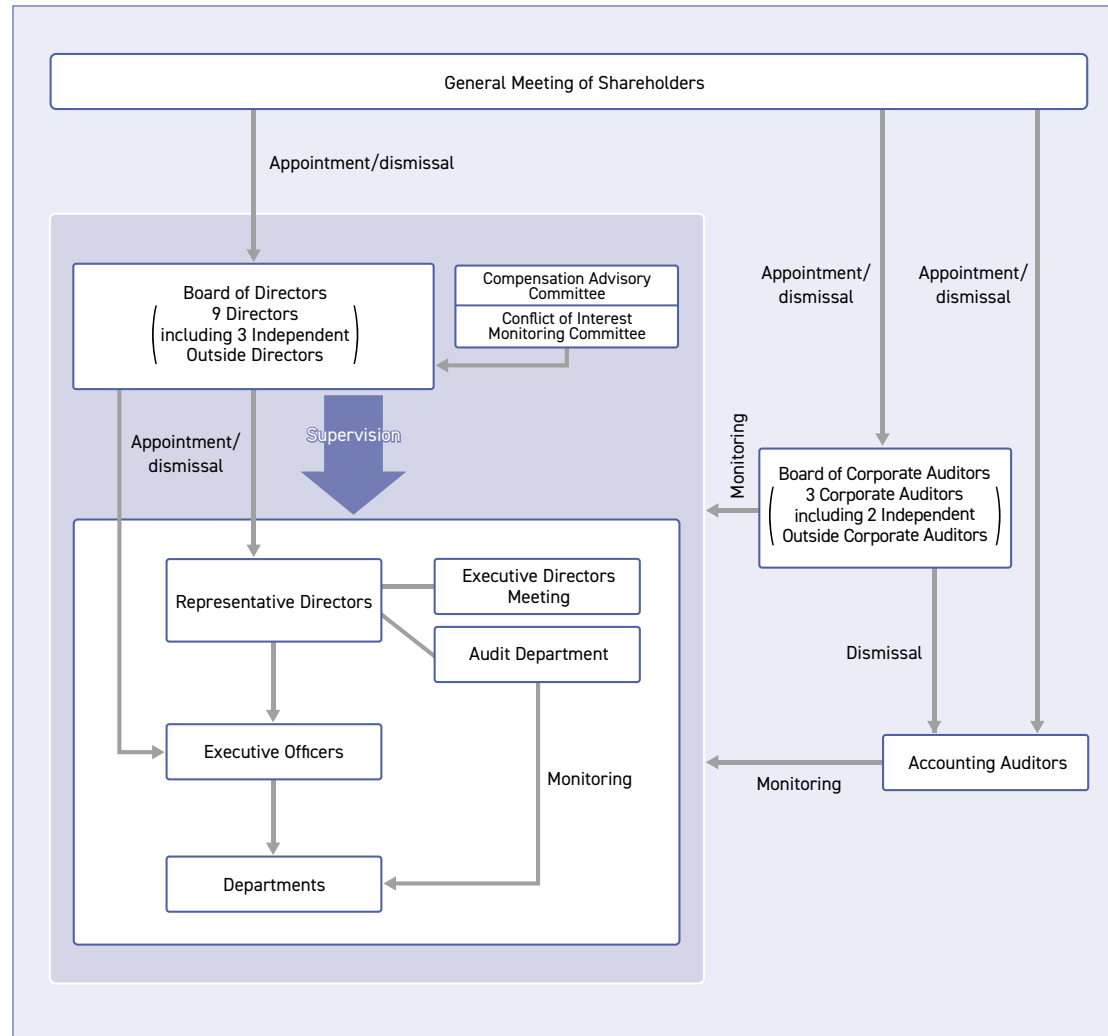 General Meeting of Shareholders
Appointment/dismissal
Board of Directors
9 Directors
including 3 Independent
Outside Directors
Compensation Advisory
Committee
Conflict of Interest
Monitoring Committee
Appointment/
dismissal
Appointment/
dismissal
Appointment/
dismissal
Supervision
Monitoring
Board of Corporate Auditors
3 Corporate Auditors
including 2 Independent
Outside Corporate Auditors
Representative Directors
Executive Directors
Meeting
Audit Department
Dismissal
Executive Officers
Monitoring
Monitoring
Accounting Auditors
Departments